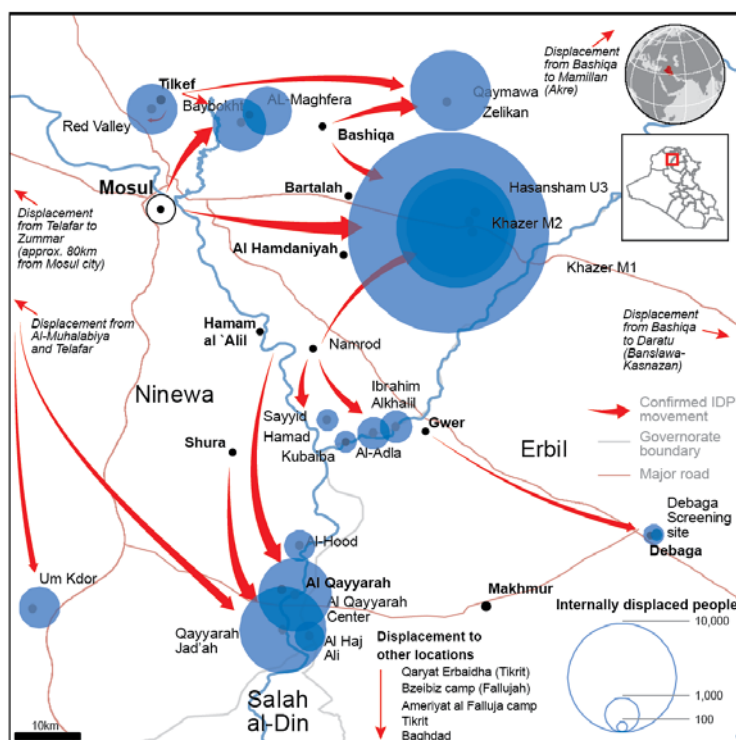 Displacement
from Bashiqa
to Mamillan
(Akre)
Tilkef
Baybokht
AL-Maghfera
Red Valley
Qaymawa
Zelikan
Bashiqa
Mosul
Bartalah
Hasansham U3
Khazer M2
Displacement
from Telafar to
Zummar
(approx. 80km
from Mosul city)
Al Hamdaniyah
Khazer M1
Displacement from
Al-Muhalabiya
and Telafar
Hamam
al `Alil
Namrod
Displacement
from Bashiqa
to Daratu
(Banslawa-
Kasnazan)
Ninewa
Ibrahim
Alkhalil
Sayyid
Hamad
Kubaiba
Al-Adla
Gwer
Shura
Erbil
Confirmed IDP
movement
Governorate
boundary
Major road
Debaga
Screening
site
Debaga
Al-Hood
Um Kdor
Al Qayyarah
Al Qayyarah
Center
Makhmur
Qayyarah
Jad'ah
Al Haj
Ali
Internally displaced people
10,000
1,000
100
Displacement to
other locations
Qaryat Erbaidha (Tikrit)
Bzeibiz camp (Fallujah)
Ameriyat al Falluja camp
Tikrit
Baghdad
Salah
al-Din
10km